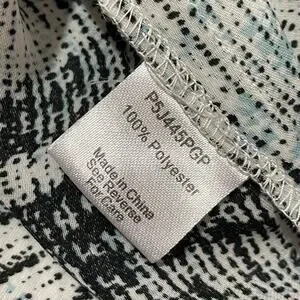 P5J445PGP
100% Polyester
Made in China
See Reverse
For Care